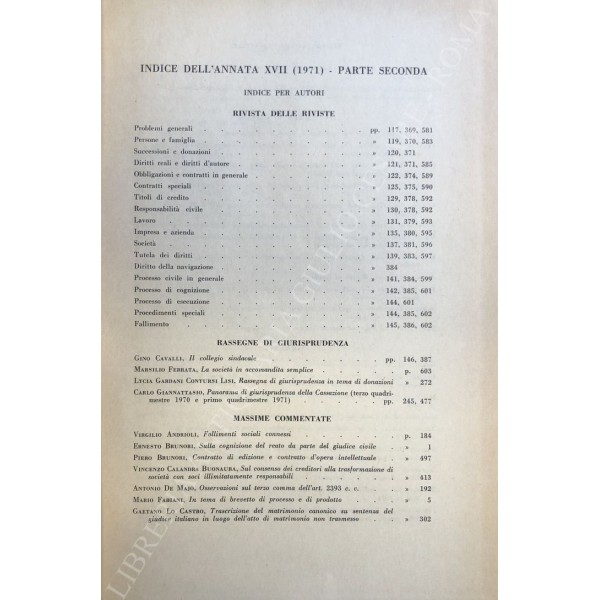 INDICE DELL'ANNATA XVII (1971) - PARTE SECONDA
INDICE PER AUTORI
RIVISTA DELLE RIVISTE
Problemi generali . . . . . . . . . . . . pp. 117, 369, 581
Persone e famiglia . . . . . . . . . . . . » 119, 370, 583
Successioni e donazioni . . . . . . . . . . . » 120, 371
Diritti reali e diritti d'autore . . . . . . . . . . » 121, 371, 585
Obbligazioni e contratti in generale . . . . . . . . . » 122, 374, 589
Contratti speciali . . . . . . . . . . . . » 125, 375, 590
Titoli di credito . . . . . . . . . . . . » 129, 378, 592
Responsabilità civile . . . . . . . . . . . » 130, 378, 592
Lavoro . . . . . . . . . . . . . » 131, 379, 593
Impresa e azienda . . . . . . . . . . . . » 135, 380, 595
Società . . . . . . . . . . . . . » 137, 381, 596
Tutela dei diritti . . . . . . . . . . . . » 139, 383, 597
Diritto della navigazione . . . . . . . . . . . » 384
Processo civile in generale . . . . . . . . . . . » 141, 384, 599
Processo di cognizione . . . . . . . . . . . » 142, 385, 601
Processo di esecuzione . . . . . . . . . . . » 144, 601
Procedimenti speciali . . . . . . . . . . . » 144, 385, 602
Fallimento . . . . . . . . . . . . . » 145, 386, 602
RASSEGNE DI GIURISPRUDENZA
GINO CAVALLI, Il collegio sindacale . . . . . . . . pp. 146, 387
MARSILIO FERRATA, La società in accomandita semplice . . . . . p. 603
LYCIA GARDANI CONTURSI LISI, Rassegna di giurisprudenza in tema di donazioni » 272
CARLO GIANNATTASIO, Panorama di giurisprudenza della Cassazione (terzo quadri-
mestre 1970 e primo quadrimestre 1971) . . . . . . pp. 245, 477
MASSIME COMMENTATE
VIRGILIO ANDRIOLI, Fallimenti sociali connessi . . . . . . p. 184
ERNESTO BRUNORI, Sulla cognizione del reato da parte del giudice civile . . » 1
PIERO BRUNORI, Contratto di edizione e contratto d'opera intellettuale . . . » 497
VINCENZO CALANDRA BUONAURA, Sul consenso dei creditori alla trasformazione di
società con soci illimitatamente responsabili . . . . . » 413
ANTONIO DE MAJO, Osservazioni sul terzo comma dell'art. 2393 c. c. . . . » 192
MARIO FABIANI, In tema di brevetto di processo e di prodotto . . . . » 5
GAETANO LO CASTRO, Trascrizione del matrimonio canonico su sentenza del
giudice italiano in luogo dell'atto di matrimonio non trasmesso . . » 302